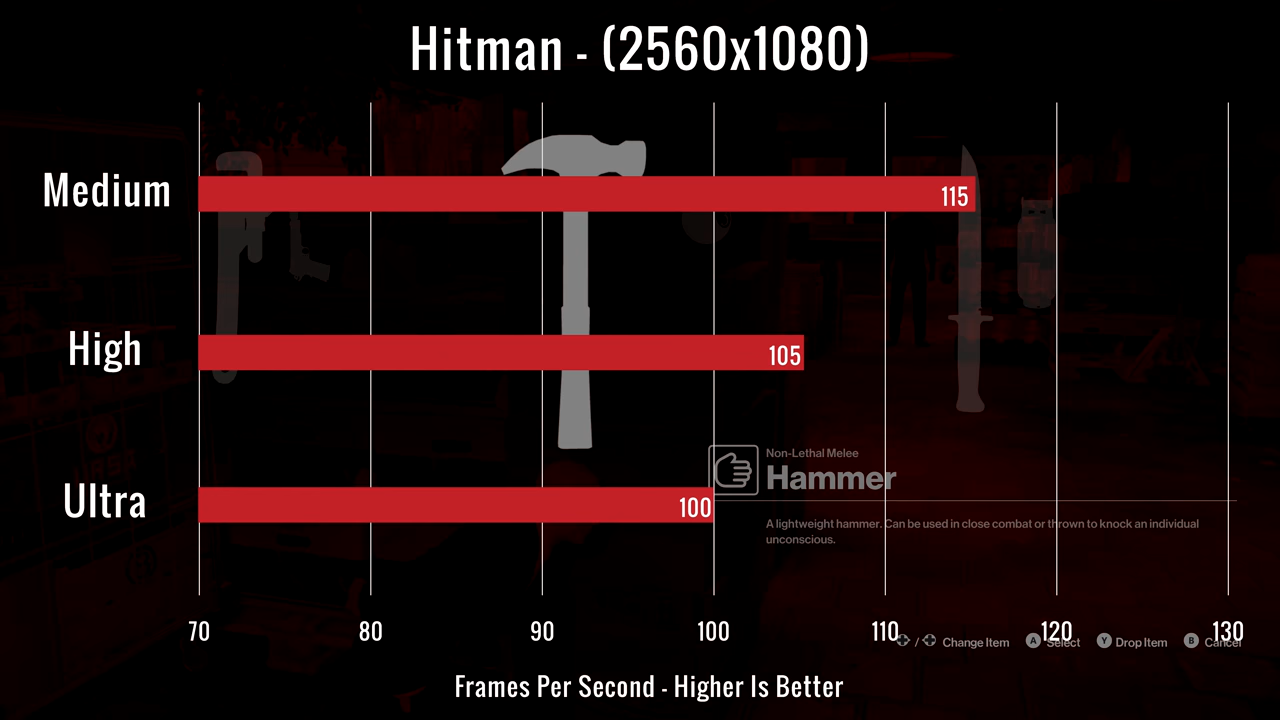 Hitman - (2560x1080)
Medium
115
High
105
Non-Lethal Melee
Hammer
Ultra
100
A lightweight hammer. Can be used in close combat or thrown to knock an individual
unconscious.
70 80 90 100 110 120 130
/ Change Item A Select Y Drop Item B Cancel
Frames Per Second - Higher Is Better